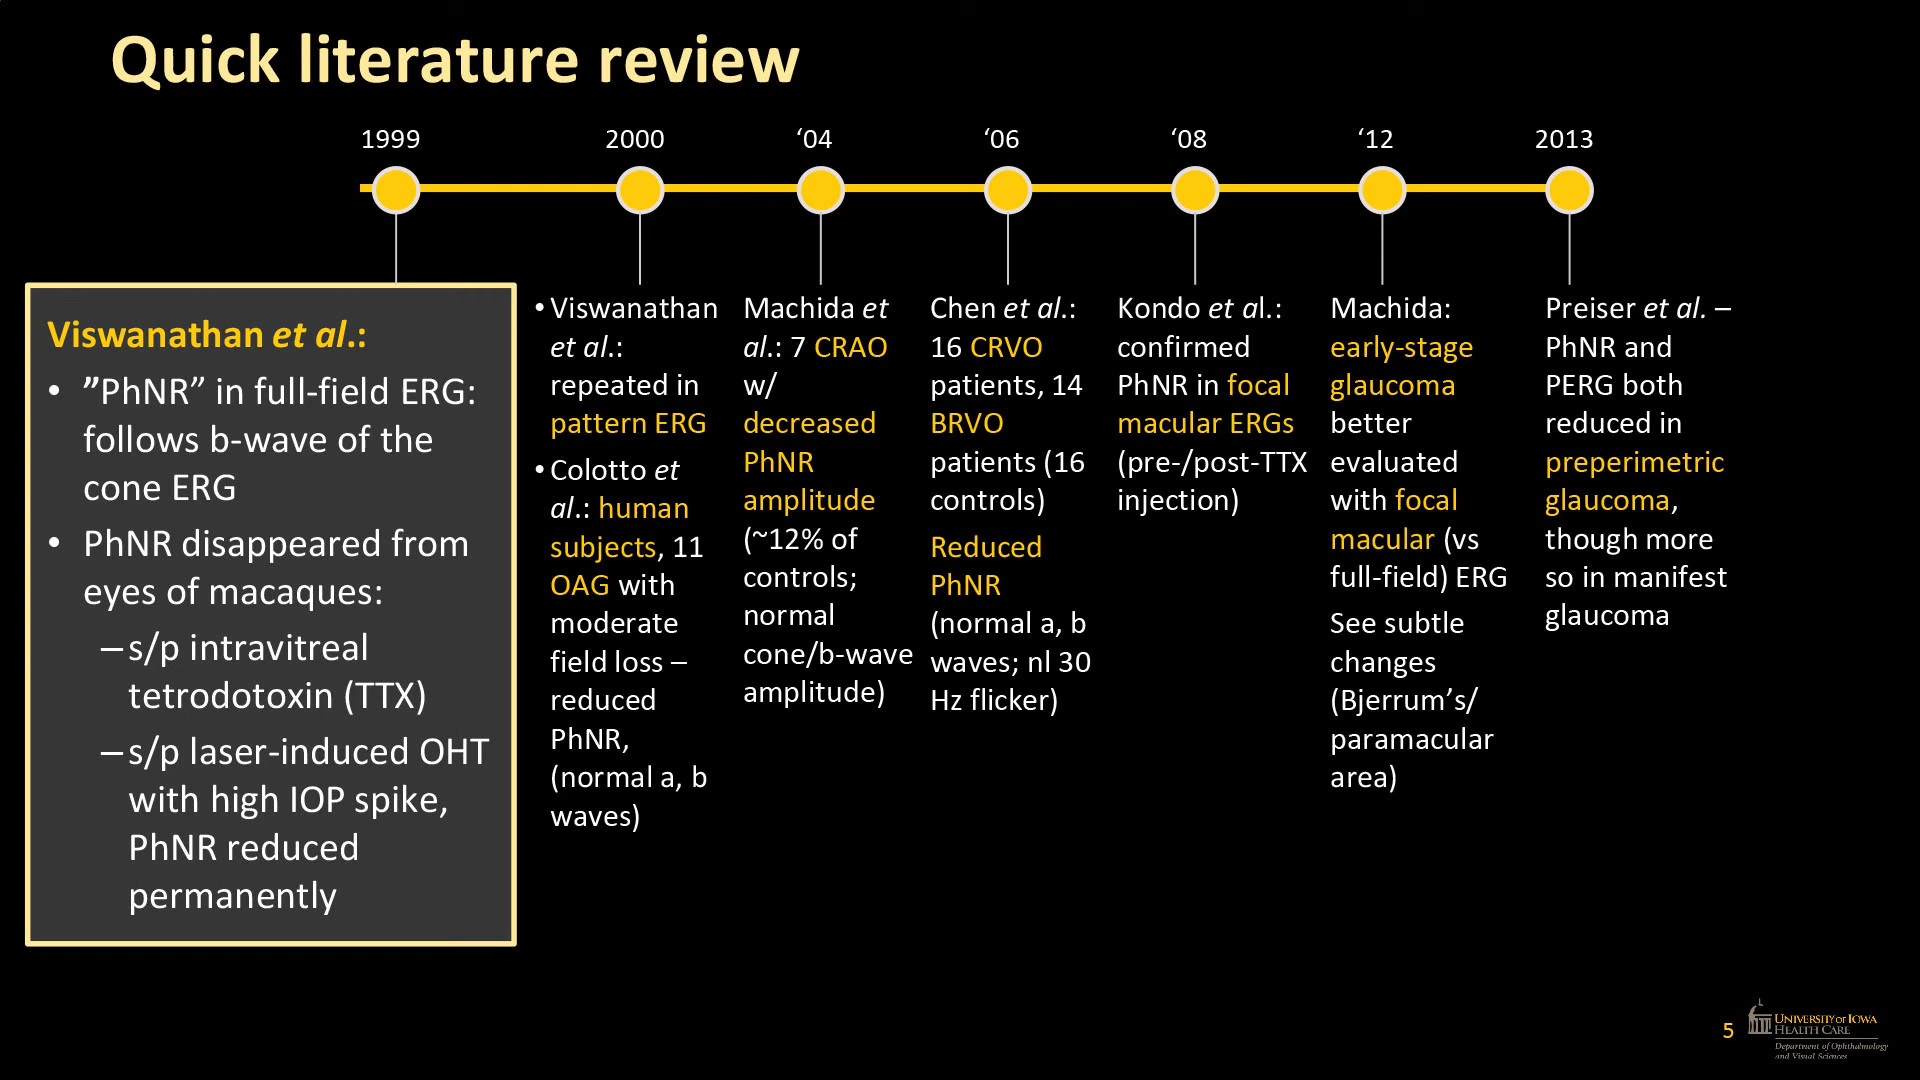 Quick literature review
1999
2000
‘04
‘06
‘08
‘12
2013
Viswanathan et al.:
• ”PhNR” in full-field ERG:
follows b-wave of the
cone ERG
• PhNR disappeared from
eyes of macaques:
– s/p intravitreal
tetrodotoxin (TTX)
– s/p laser-induced OHT
with high IOP spike,
PhNR reduced
permanently
• Viswanathan
et al.:
repeated in
pattern ERG
• Colotto et
al.: human
subjects, 11
OAG with
moderate
field loss –
reduced
PhNR,
(normal a, b
waves)
Machida et
al.: 7 CRAO
w/
decreased
PhNR
amplitude
(~12% of
controls;
normal
cone/b-wave
amplitude)
Chen et al.:
16 CRVO
patients, 14
BRVO
patients (16
controls)
Reduced
PhNR
(normal a, b
waves; nl 30
Hz flicker)
Kondo et al.:
confirmed
PhNR in focal
macular ERGs
(pre-/post-TTX
injection)
Machida:
early-stage
glaucoma
better
evaluated
with focal
macular (vs
full-field) ERG
See subtle
changes
(Bjerrum’s/
paramacular
area)
Preiser et al. –
PhNR and
PERG both
reduced in
preperimetric
glaucoma,
though more
so in manifest
glaucoma
5
UNIVERSITY OF IOWA
HEALTH CARE
Department of Ophthalmology
and Visual Sciences